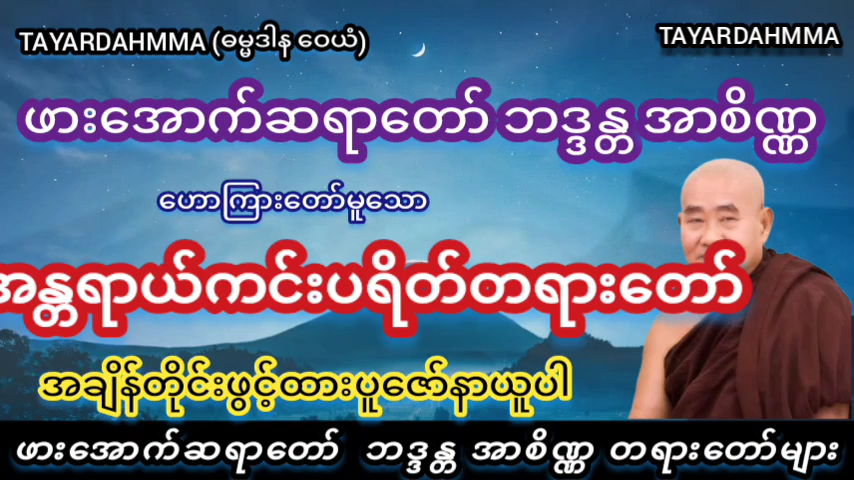 TAYARDAHMMA (ဓမ္မဒါန ဝေယံ)
TAYARDAHMMA
ဖားအောက်ဆရာတော် ဘဒ္ဒန္တ အာစိဏ္ဏ
ဟောကြားတော်မူသော
အန္တရာယ်ကင်းပရိတ်တရားတော်
အချိန်တိုင်းဖွင့်ထားပူဇော်နာယူပါ
ဖားအောက်ဆရာတော် ဘဒ္ဒန္တ အာစိဏ္ဏ တရားတော်များ